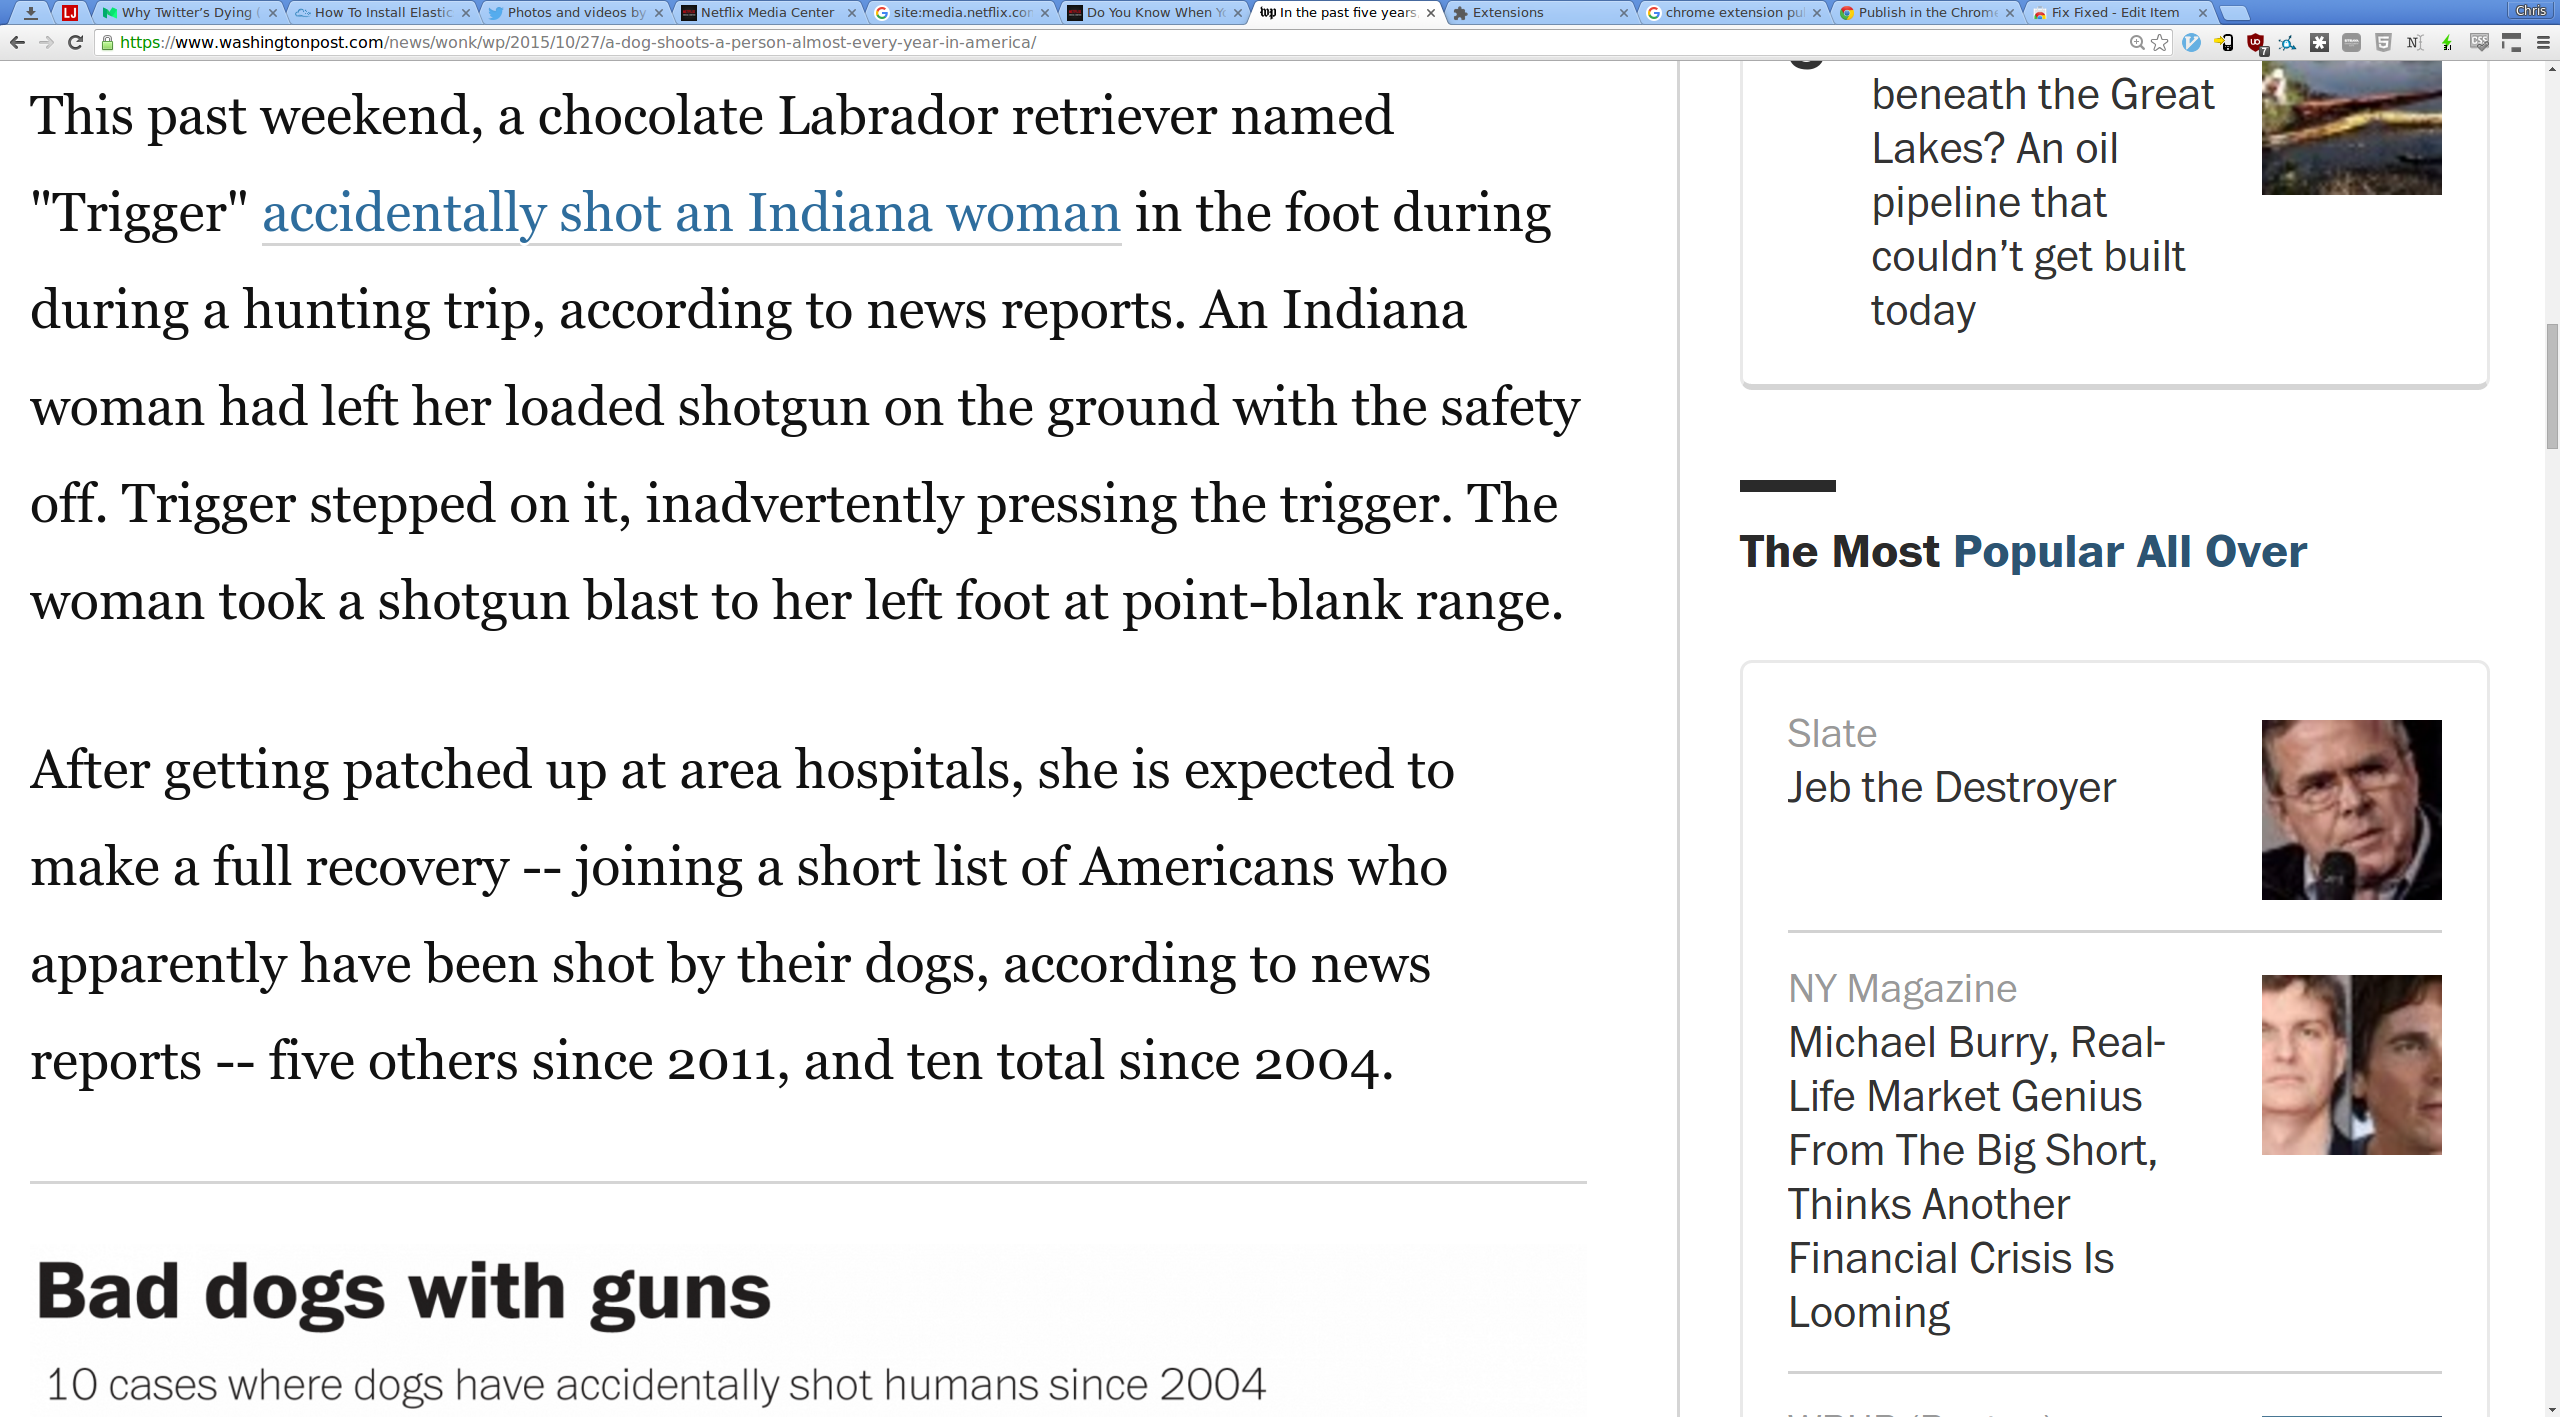 Why Twitter's Dying (
How To Install Elastic
Photos and videos by
Netflix Media Center
site:media.netflix.con
Do You Know When Y
In the past five years,
Extensions
chrome extension pul
Publish in the Chrome
Fix Fixed - Edit Item
Chris
https://www.washingtonpost.com/news/wonk/wp/2015/10/27/a-dog-shoots-a-person-almost-every-year-in-america/
This past weekend, a chocolate Labrador retriever named
"Trigger" accidentally shot an Indiana woman in the foot during
during a hunting trip, according to news reports. An Indiana
woman had left her loaded shotgun on the ground with the safety
off. Trigger stepped on it, inadvertently pressing the trigger. The
woman took a shotgun blast to her left foot at point-blank range.
After getting patched up at area hospitals, she is expected to
make a full recovery -- joining a short list of Americans who
apparently have been shot by their dogs, according to news
reports -- five others since 2011, and ten total since 2004.
Bad dogs with guns
10 cases where dogs have accidentally shot humans since 2004
beneath the Great
Lakes? An oil
pipeline that
couldn’t get built
today
The Most Popular All Over
Slate
Jeb the Destroyer
NY Magazine
Michael Burry, Real-
Life Market Genius
From The Big Short,
Thinks Another
Financial Crisis Is
Looming